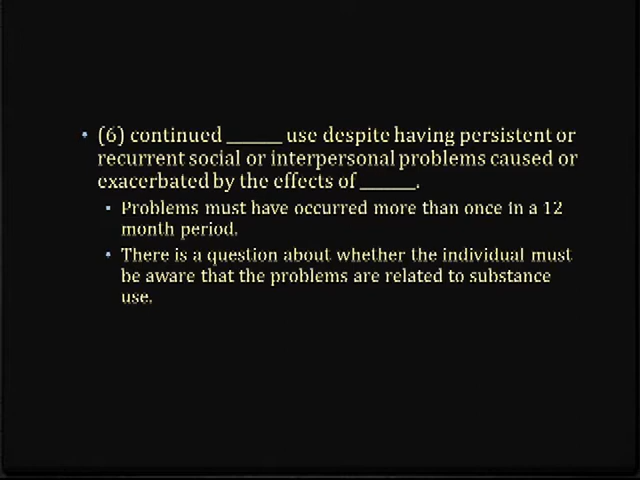 • (6) continued ______ use despite having persistent or
recurrent social or interpersonal problems caused or
exacerbated by the effects of ______.
• Problems must have occurred more than once in a 12
month period.
• There is a question about whether the individual must
be aware that the problems are related to substance
use.